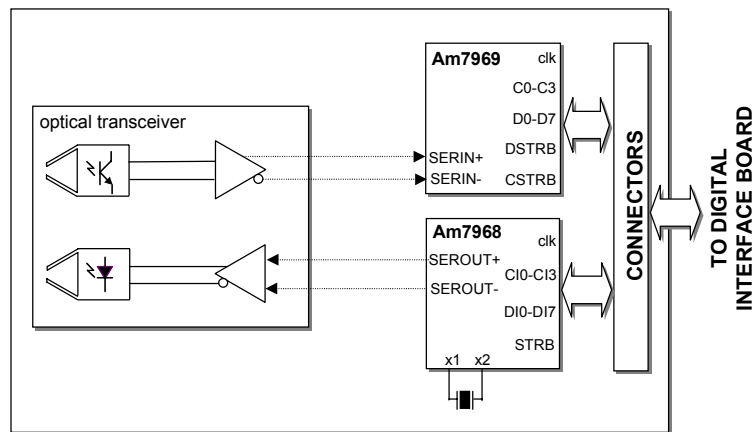 optical transceiver
Am7969
clk
C0-C3
D0-D7
DSTRB
CSTRB
SERIN+
SERIN-
Am7968
clk
SEROUT+
CI0-CI3
SEROUT-
DI0-DI7
STRB
x1 x2
CONNECTORS
TO DIGITAL
INTERFACE BOARD